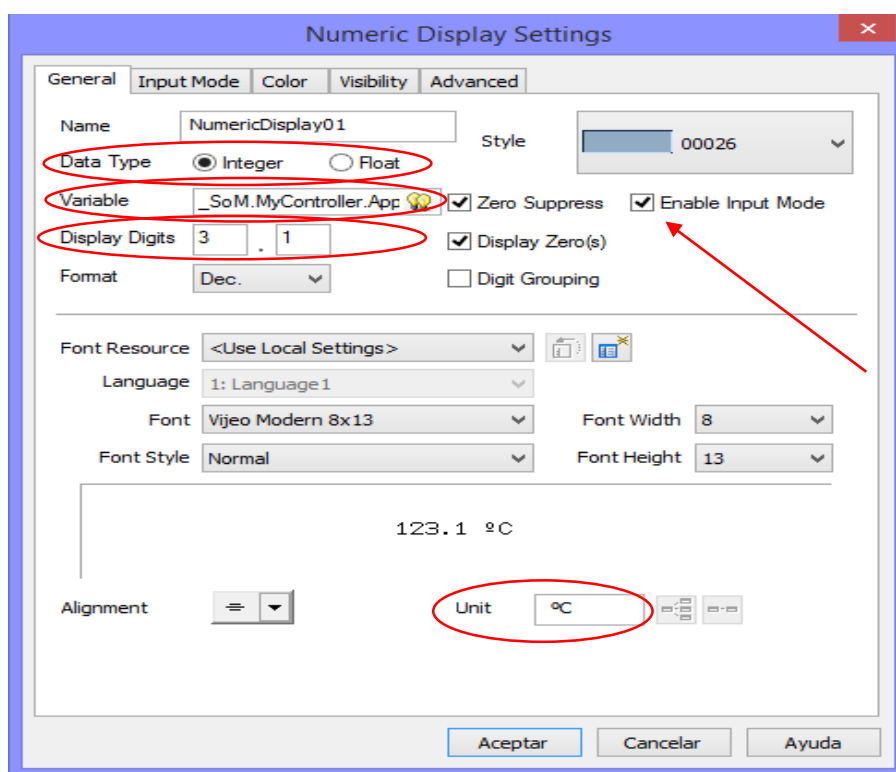 Numeric Display Settings
General Input Mode Color Visibility Advanced
Name NumericDisplay01 Style 00026
Data Type Integer Float
Variable _SoM.MyController.App Zero Suppress Enable Input Mode
Display Digits 3 . 1 Display Zero(s)
Format Dec. Digit Grouping
Font Resource <Use Local Settings>
Language 1: Language1
Font Vijeo Modern 8x13 Font Width 8
Font Style Normal Font Height 13
123.1 ºC
Alignment Unit ºC
Aceptar Cancelar Ayuda